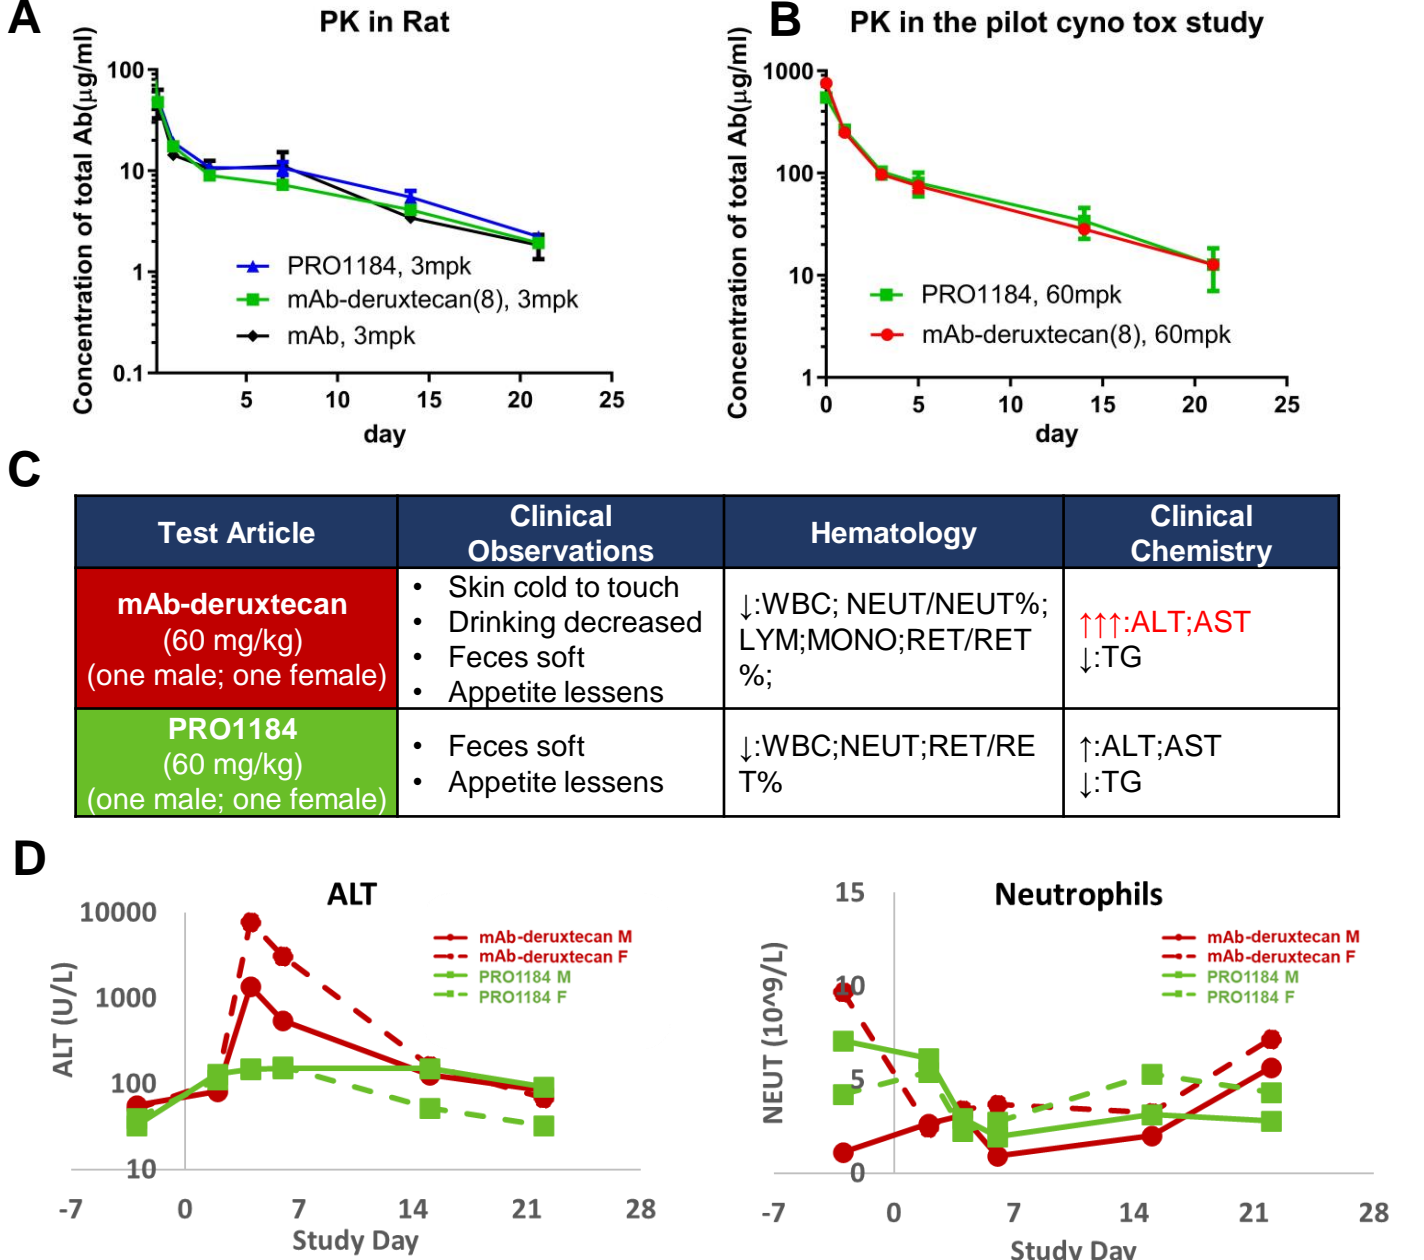 A
PK in Rat
Concentration of total Ab(μg/ml)
100
10
1
0.1
5
10
15
20
25
day
PRO1184, 3mpk
mAb-deruxtecan(8), 3mpk
mAb, 3mpk
B
PK in the pilot cyno tox study
Concentration of total Ab(μg/ml)
1000
100
10
1
0
5
10
15
20
25
day
PRO1184, 60mpk
mAb-deruxtecan(8), 60mpk
C
Test Article
Clinical
Observations
Hematology
Clinical
Chemistry
mAb-deruxtecan
(60 mg/kg)
(one male; one female)
• Skin cold to touch
• Drinking decreased
• Feces soft
• Appetite lessens
↓:WBC; NEUT/NEUT%;
LYM;MONO;RET/RET
%;
↑↑↑:ALT;AST
↓:TG
PRO1184
(60 mg/kg)
(one male; one female)
• Feces soft
• Appetite lessens
↓:WBC;NEUT;RET/RE
T%
↑:ALT;AST
↓:TG
D
ALT
ALT (U/L)
10000
1000
100
10
-7
0
7
14
21
28
Study Day
mAb-deruxtecan M
mAb-deruxtecan F
PRO1184 M
PRO1184 F
Neutrophils
NEUT (10^9/L)
15
10
5
0
-7
0
7
14
21
28
Study Day
mAb-deruxtecan M
mAb-deruxtecan F
PRO1184 M
PRO1184 F